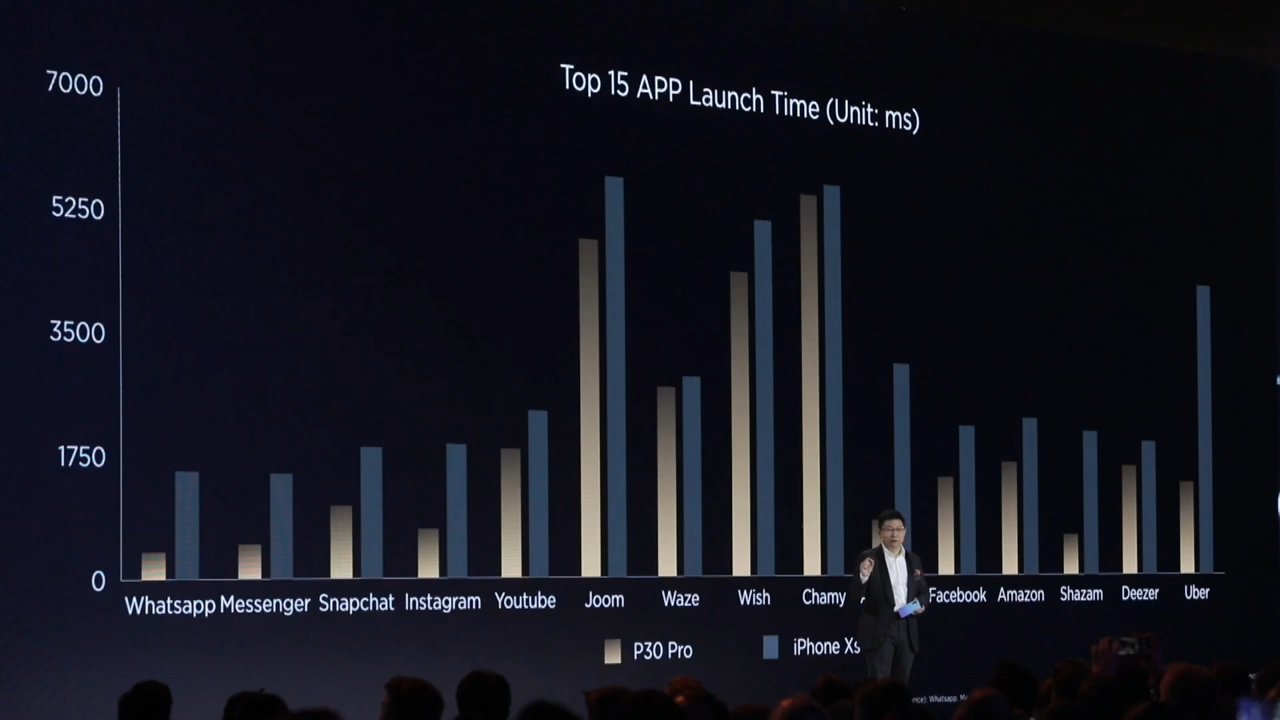 Top 15 APP Launch Time (Unit: ms)
7000
5250
3500
1750
0
Whatsapp Messenger Snapchat Instagram Youtube Joom Waze Wish Chamy Facebook Amazon Shazam Deezer Uber
P30 Pro iPhone Xs
Whatsapp